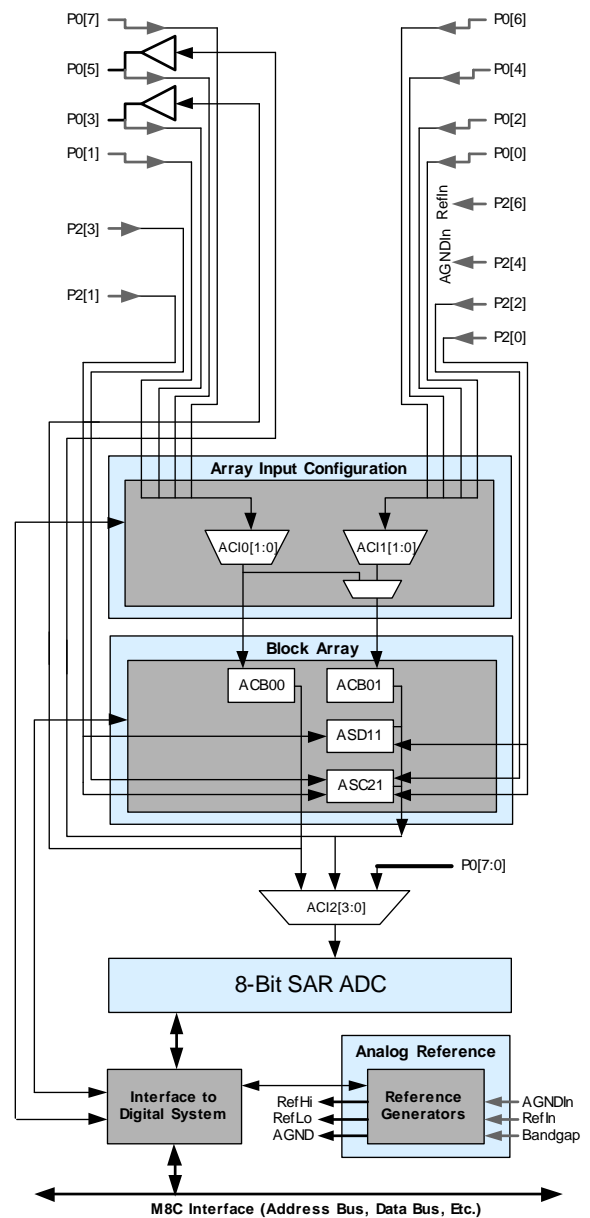 P0[7]
P0[6]
P0[5]
P0[4]
P0[3]
P0[2]
P0[1]
P0[0]
RefIn
P2[6]
P2[3]
AGNDIn
P2[4]
P2[1]
P2[2]
P2[0]
Array Input Configuration
ACI0[1:0]
ACI1[1:0]
Block Array
ACB00
ACB01
ASD11
ASC21
P0[7:0]
ACI2[3:0]
8-Bit SAR ADC
Analog Reference
Interface to
Digital System
RefHi
RefLo
AGND
Reference
Generators
AGNDIn
RefIn
Bandgap
M8C Interface (Address Bus, Data Bus, Etc.)